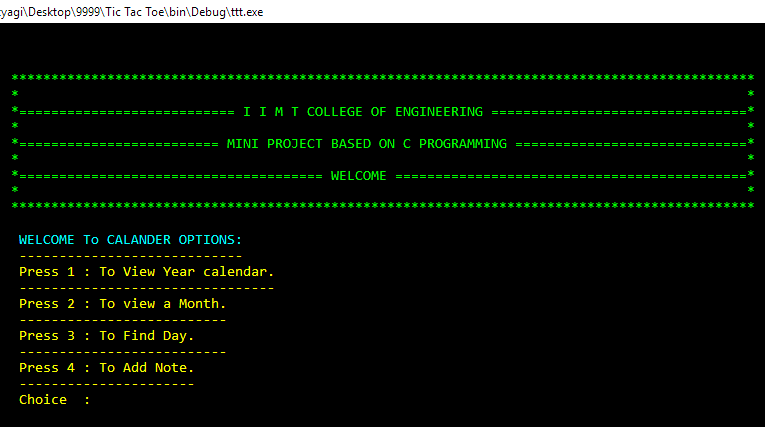 yagi\Desktop\9999\Tic Tac Toe\bin\Debug\ttt.exe
*********************************************************************************************
*                                                                                           *
*=========================== I I M T COLLEGE OF ENGINEERING ================================*
*                                                                                           *
*========================= MINI PROJECT BASED ON C PROGRAMMING =============================*
*                                                                                           *
*====================================== WELCOME ============================================*
*                                                                                           *
*********************************************************************************************
WELCOME To CALANDER OPTIONS:
----------------------------
Press 1 : To View Year calendar.
--------------------------------
Press 2 : To view a Month.
--------------------------
Press 3 : To Find Day.
--------------------------
Press 4 : To Add Note.
----------------------
Choice  :